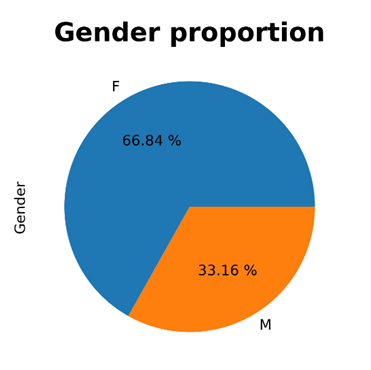 Gender proportion
F
66.84 %
Gender
33.16 %
M